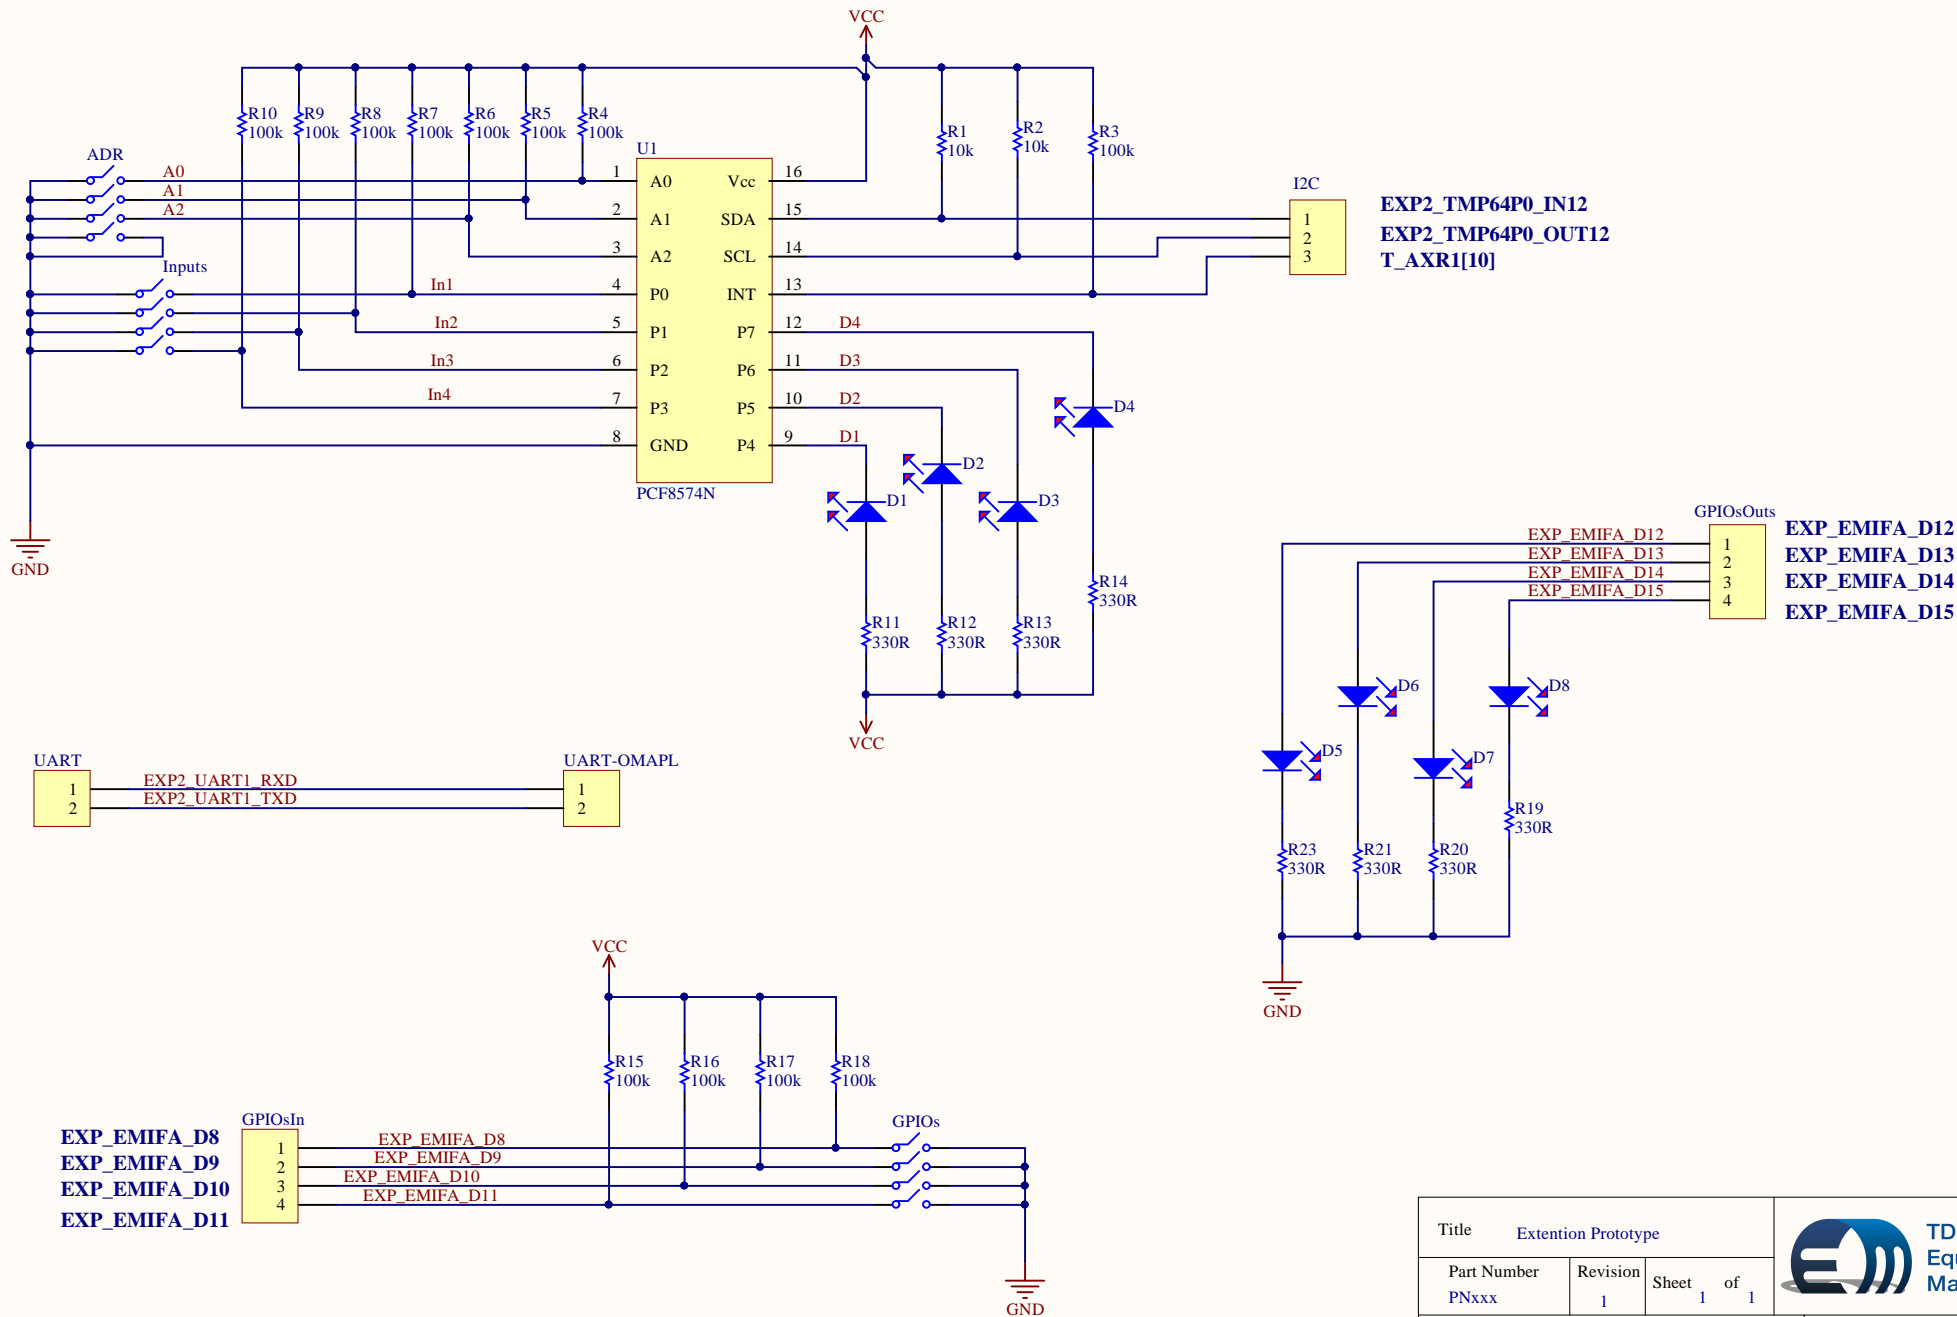 VCC
R10
100k
R9
100k
R8
100k
R7
100k
R6
100k
R5
100k
R4
100k
R1
10k
R2
10k
R3
100k
ADR
A0
A1
A2
Inputs
In1
In2
In3
In4
U1
1 A0 Vcc 16
2 A1 SDA 15
3 A2 SCL 14
4 P0 INT 13
5 P1 P7 12
6 P2 P6 11
7 P3 P5 10
8 GND P4 9
PCF8574N
D4
D3
D2
D1
I2C
1
2
3
EXP2_TMP64P0_IN12
EXP2_TMP64P0_OUT12
T_AXR1[10]
D1
D2
D3
D4
R11
330R
R12
330R
R13
330R
R14
330R
VCC
GND
GPIOsOuts
EXP_EMIFA_D12
EXP_EMIFA_D13
EXP_EMIFA_D14
EXP_EMIFA_D15
1
2
3
4
EXP_EMIFA_D12
EXP_EMIFA_D13
EXP_EMIFA_D14
EXP_EMIFA_D15
D5
D6
D7
D8
R23
330R
R21
330R
R20
330R
R19
330R
GND
UART
1
2
EXP2_UART1_RXD
EXP2_UART1_TXD
UART-OMAPL
1
2
VCC
R15
100k
R16
100k
R17
100k
R18
100k
GPIOsIn
EXP_EMIFA_D8
EXP_EMIFA_D9
EXP_EMIFA_D10
EXP_EMIFA_D11
1
2
3
4
EXP_EMIFA_D8
EXP_EMIFA_D9
EXP_EMIFA_D10
EXP_EMIFA_D11
GPIOs
GND
Title Extention Prototype
Part Number
PNxxx
Revision
1
Sheet 1 of 1
TD
Equ
Ma